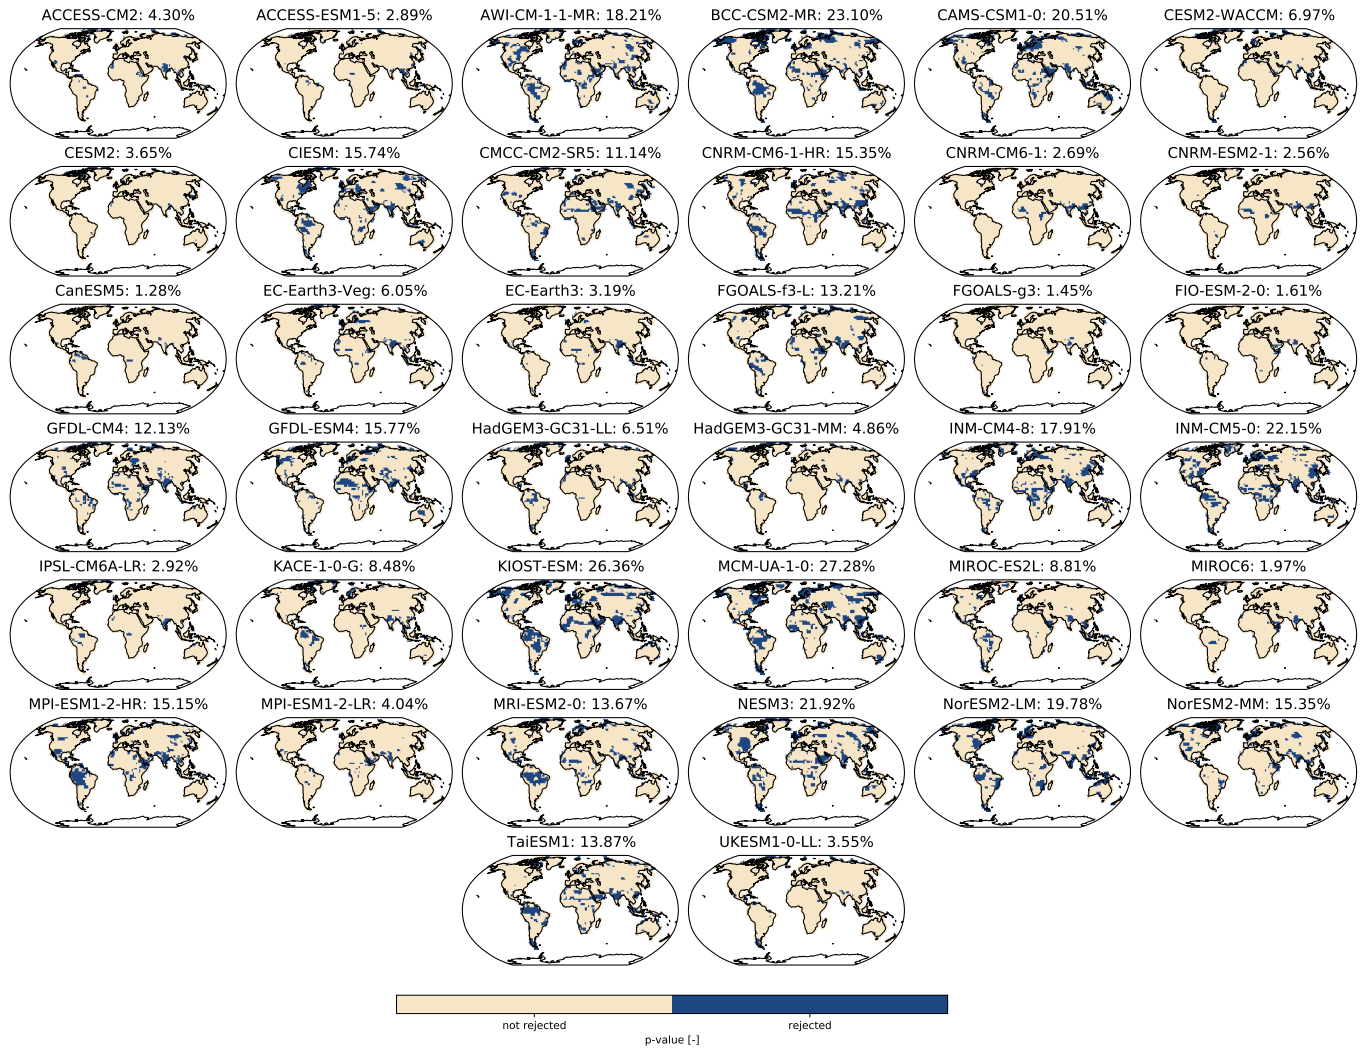 ACCESS-CM2: 4.30%
ACCESS-ESM1-5: 2.89%
AWI-CM-1-1-MR: 18.21%
BCC-CSM2-MR: 23.10%
CAMS-CSM1-0: 20.51%
CESM2-WACCM: 6.97%
CESM2: 3.65%
CIESM: 15.74%
CMCC-CM2-SR5: 11.14%
CNRM-CM6-1-HR: 15.35%
CNRM-CM6-1: 2.69%
CNRM-ESM2-1: 2.56%
CanESM5: 1.28%
EC-Earth3-Veg: 6.05%
EC-Earth3: 3.19%
FGOALS-f3-L: 13.21%
FGOALS-g3: 1.45%
FIO-ESM-2-0: 1.61%
GFDL-CM4: 12.13%
GFDL-ESM4: 15.77%
HadGEM3-GC31-LL: 6.51%
HadGEM3-GC31-MM: 4.86%
INM-CM4-8: 17.91%
INM-CM5-0: 22.15%
IPSL-CM6A-LR: 2.92%
KACE-1-0-G: 8.48%
KIOST-ESM: 26.36%
MCM-UA-1-0: 27.28%
MIROC-ES2L: 8.81%
MIROC6: 1.97%
MPI-ESM1-2-HR: 15.15%
MPI-ESM1-2-LR: 4.04%
MRI-ESM2-0: 13.67%
NESM3: 21.92%
NorESM2-LM: 19.78%
NorESM2-MM: 15.35%
TaiESM1: 13.87%
UKESM1-0-LL: 3.55%
not rejected
rejected
p-value [-]